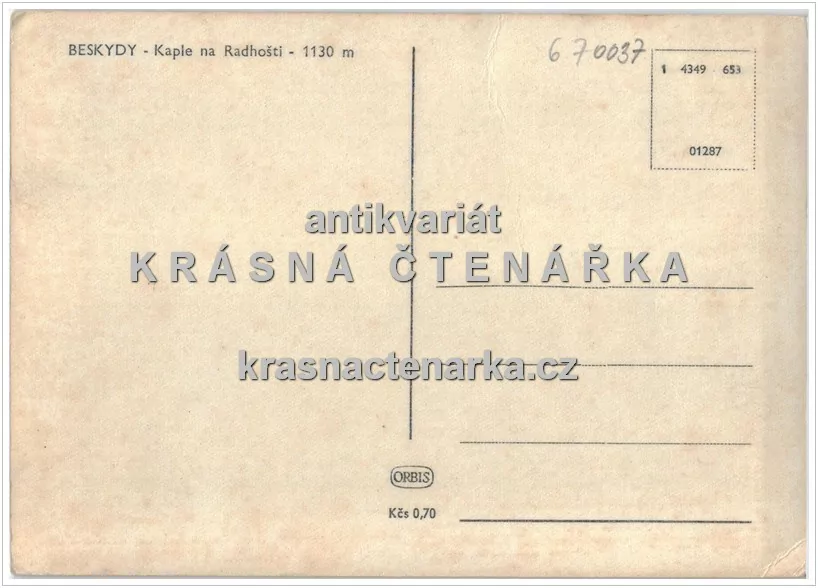 BESKYDY - Kaple na Radhošti - 1130 m
670037
1 4349 653
01287
antikvariát
KRÁSNÁ ČTENÁŘKA
krasnactenarka.cz
ORBIS
Kčs 0,70